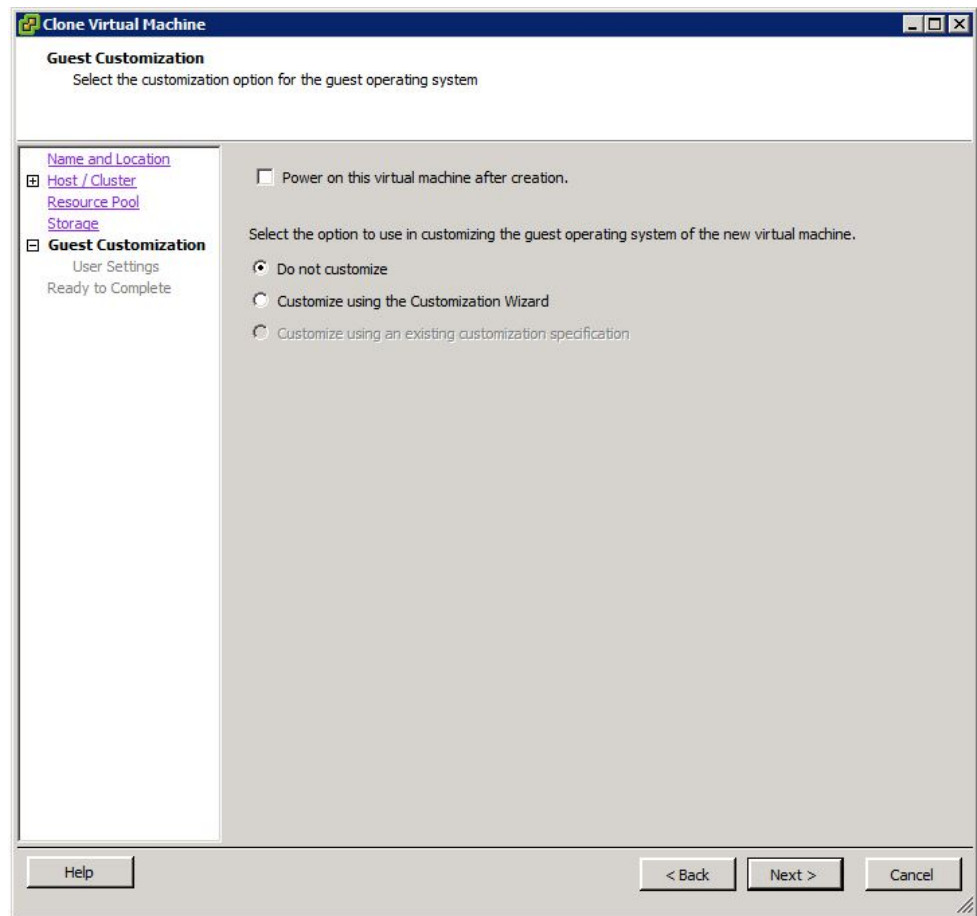 Clone Virtual Machine
Guest Customization
Select the customization option for the guest operating system
Name and Location
Host / Cluster
Resource Pool
Storage
Guest Customization
User Settings
Ready to Complete
Power on this virtual machine after creation.
Select the option to use in customizing the guest operating system of the new virtual machine.
Do not customize
Customize using the Customization Wizard
Customize using an existing customization specification
Help
< Back
Next >
Cancel